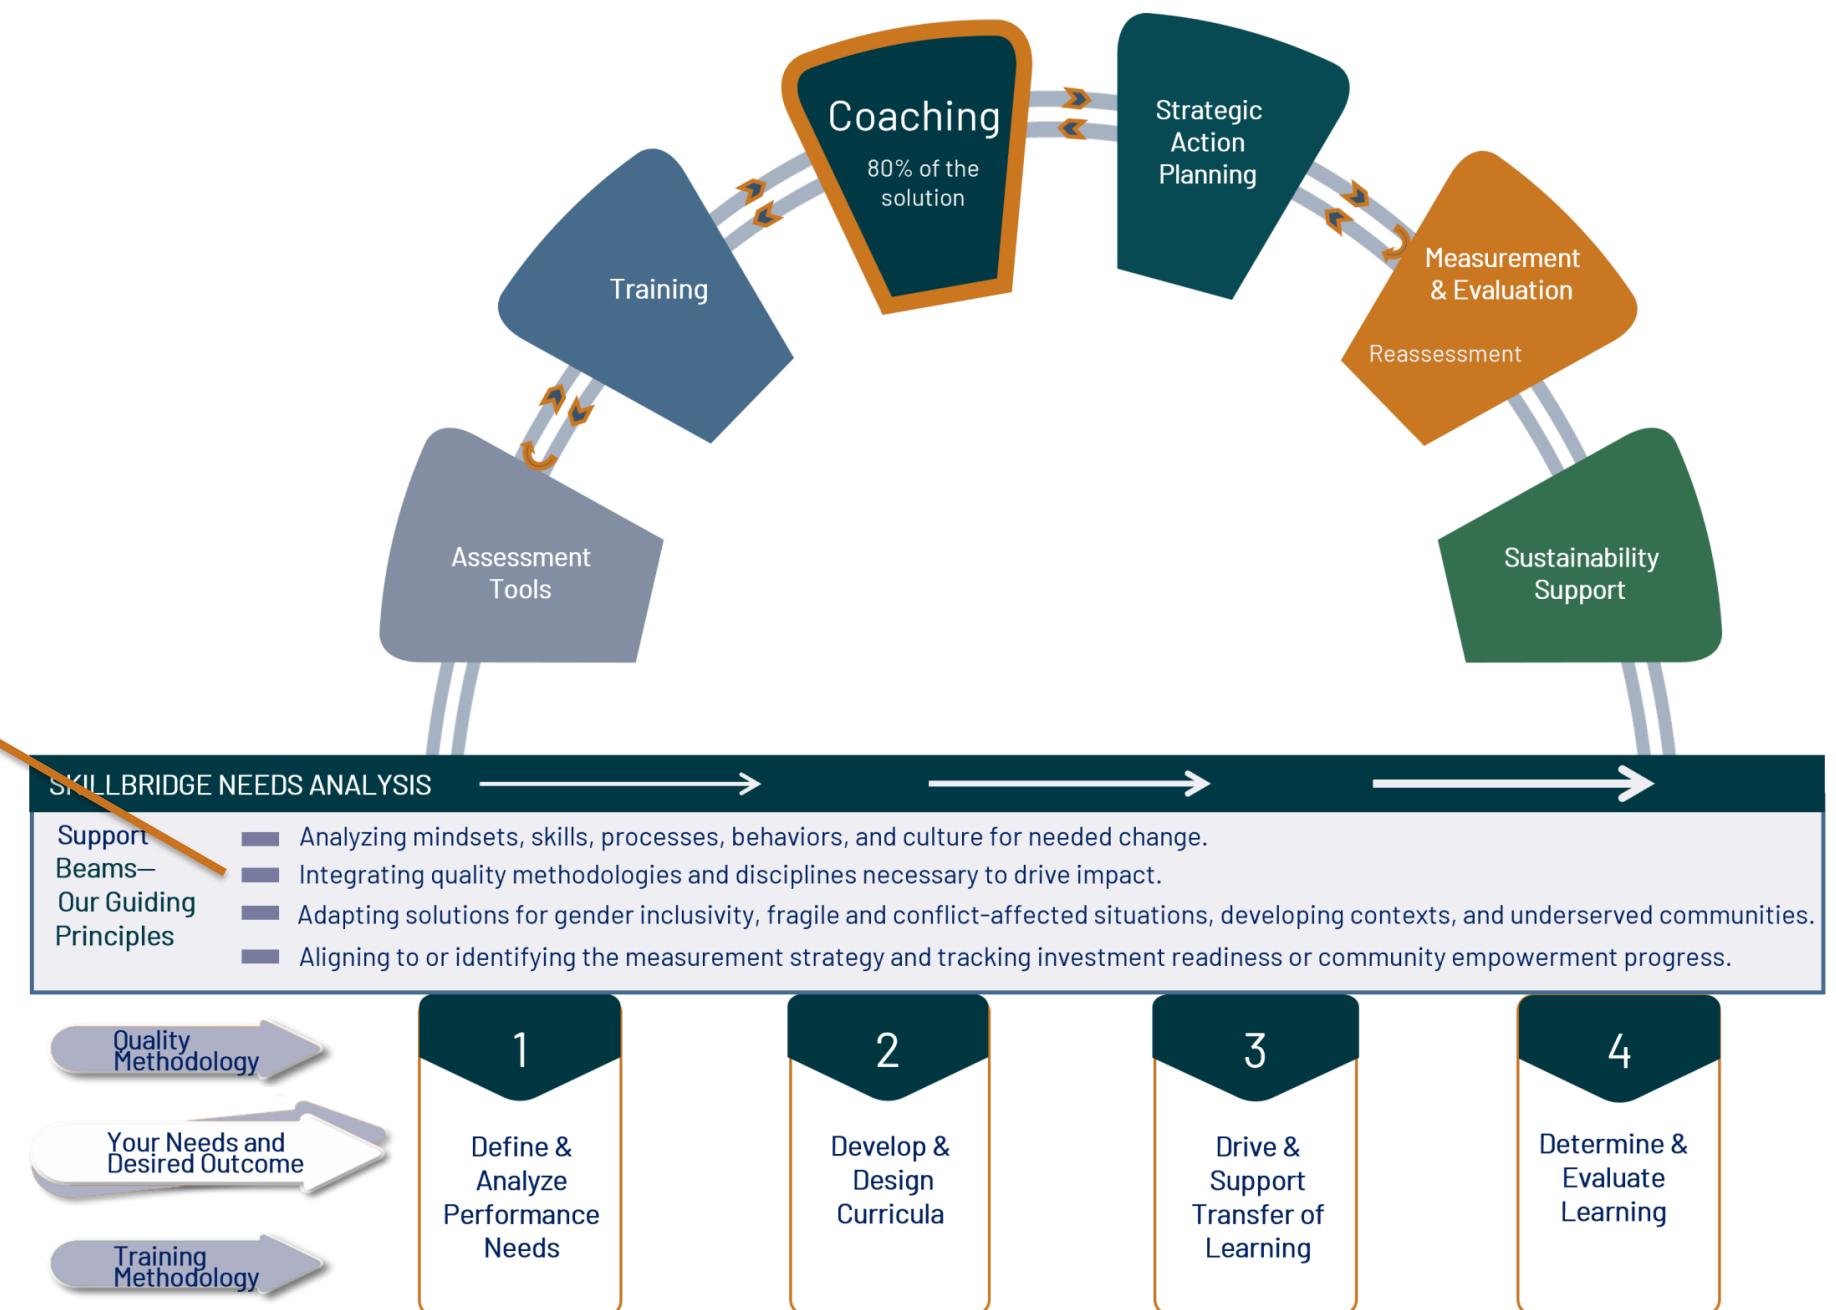 Coaching
80% of the
solution
Strategic
Action
Planning
Training
Measurement
& Evaluation
Reassessment
Assessment
Tools
Sustainability
Support
SKILLBRIDGE NEEDS ANALYSIS
Support
Beams—
Our Guiding
Principles
Analyzing mindsets, skills, processes, behaviors, and culture for needed change.
Integrating quality methodologies and disciplines necessary to drive impact.
Adapting solutions for gender inclusivity, fragile and conflict-affected situations, developing contexts, and underserved communities.
Aligning to or identifying the measurement strategy and tracking investment readiness or community empowerment progress.
Quality
Methodology
Your Needs and
Desired Outcome
Training
Methodology
1
Define &
Analyze
Performance
Needs
2
Develop &
Design
Curricula
3
Drive &
Support
Transfer of
Learning
4
Determine &
Evaluate
Learning